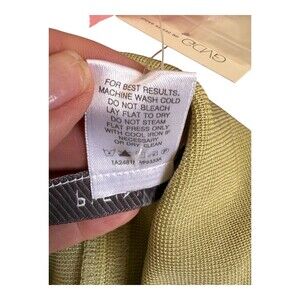 FOR BEST RESULTS,
MACHINE WASH COLD
DO NOT BLEACH
LAY FLAT TO DRY
DO NOT STEAM
FLAT PRESS ONLY
WITH COOL IRON IF
NECESSARY
OR DRY CLEAN